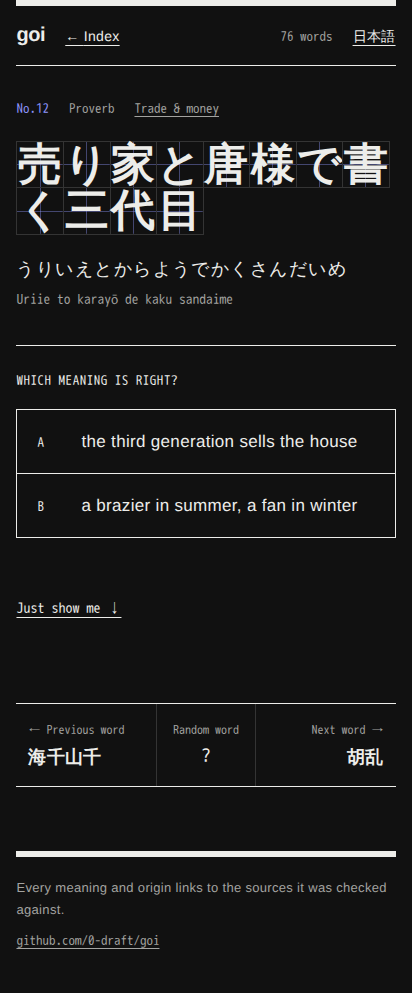 goi ← Index 76 words 日本語
No.12 Proverb Trade & money
売り家と唐様で書
く三代目
うりいえとからようでかくさんだいめ
Uriie to karayō de kaku sandaime
WHICH MEANING IS RIGHT?
A the third generation sells the house
B a brazier in summer, a fan in winter
Just show me ↓
← Previous word Random word Next word →
海千山千 ? 胡乱
Every meaning and origin links to the sources it was checked
against.
github.com/0-draft/goi